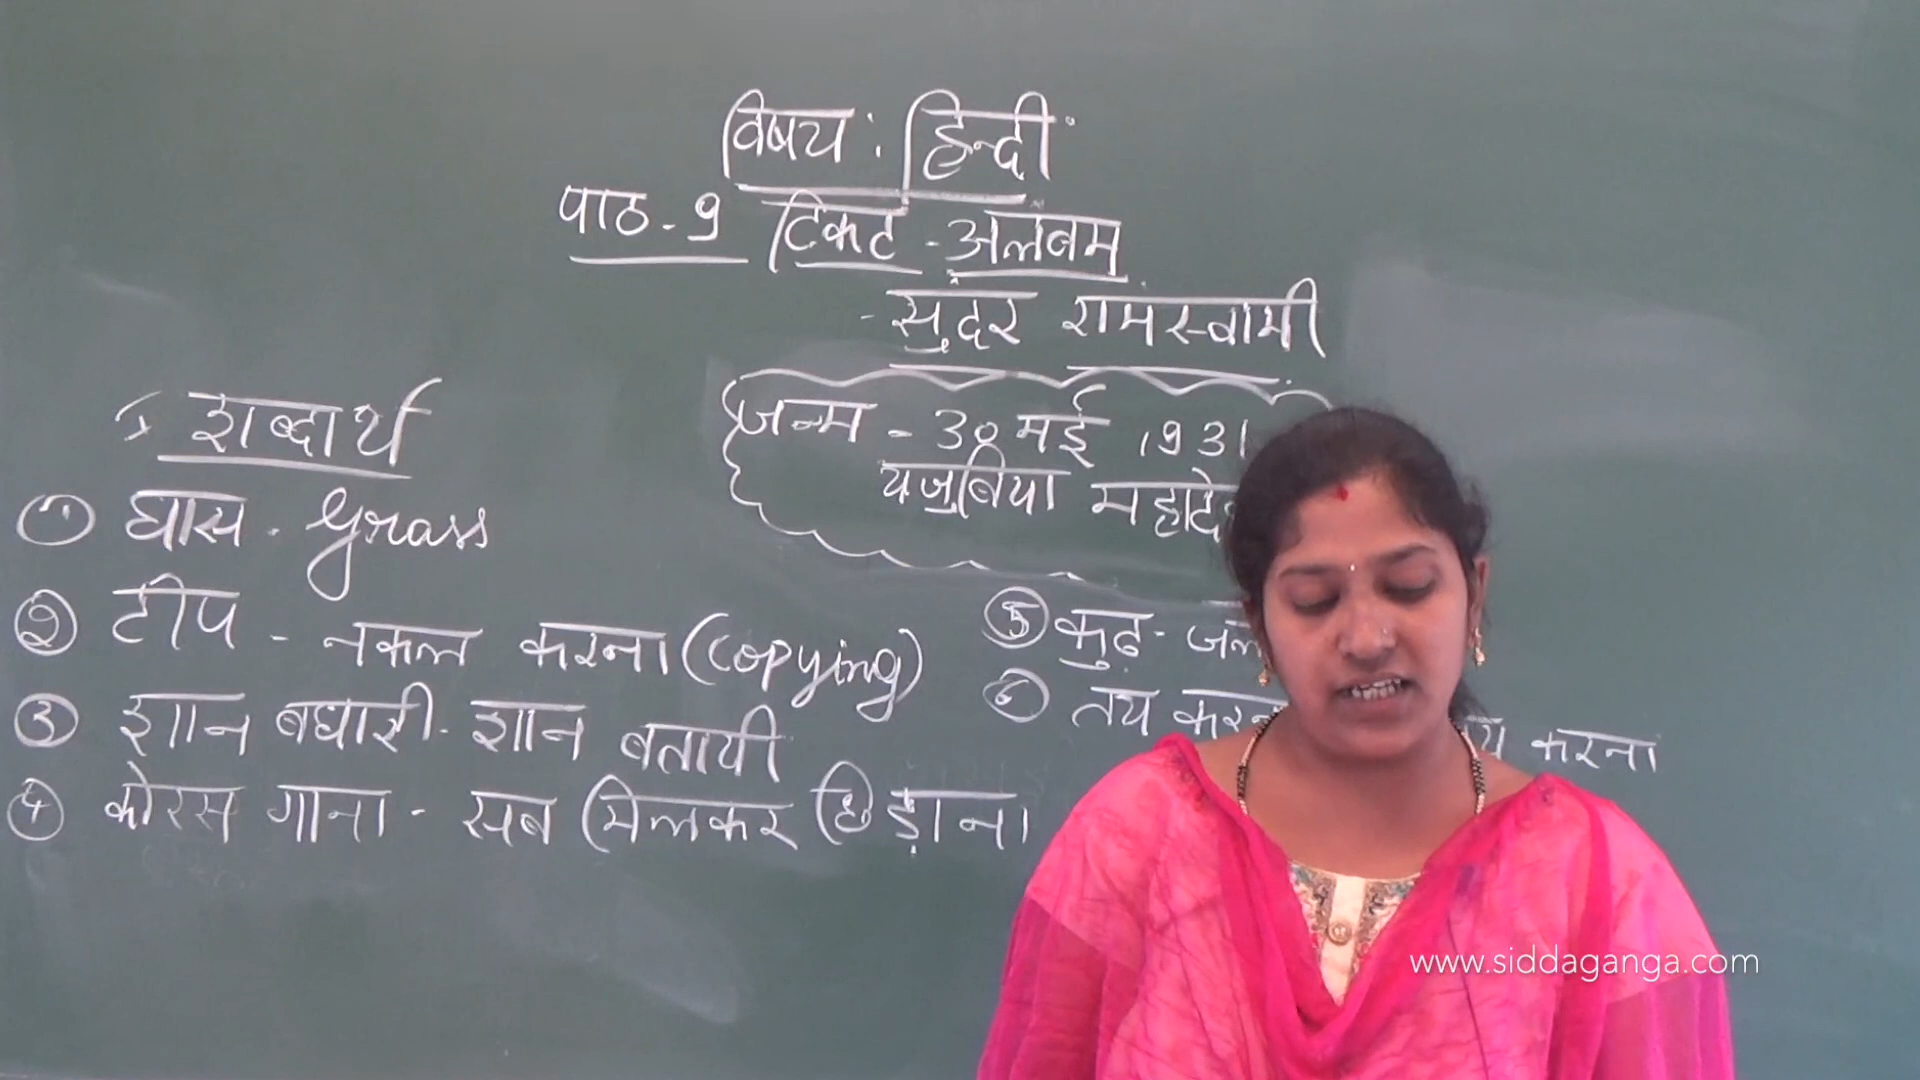 विषय : हिन्दी
पाठ - 9 टिकट - अलबम
- सुंदर रामस्वामी
जन्म - 30 मई 1931
शब्दार्थ
① घास - Grass
② टीप - नकल करना (Copying)
③ शान बघारी - शान बतायी
④ कोरस गाना - सब मिलकर छिड़ाना
⑤ कुढ़ -
⑥ तय करना
करना
www.siddaganga.com